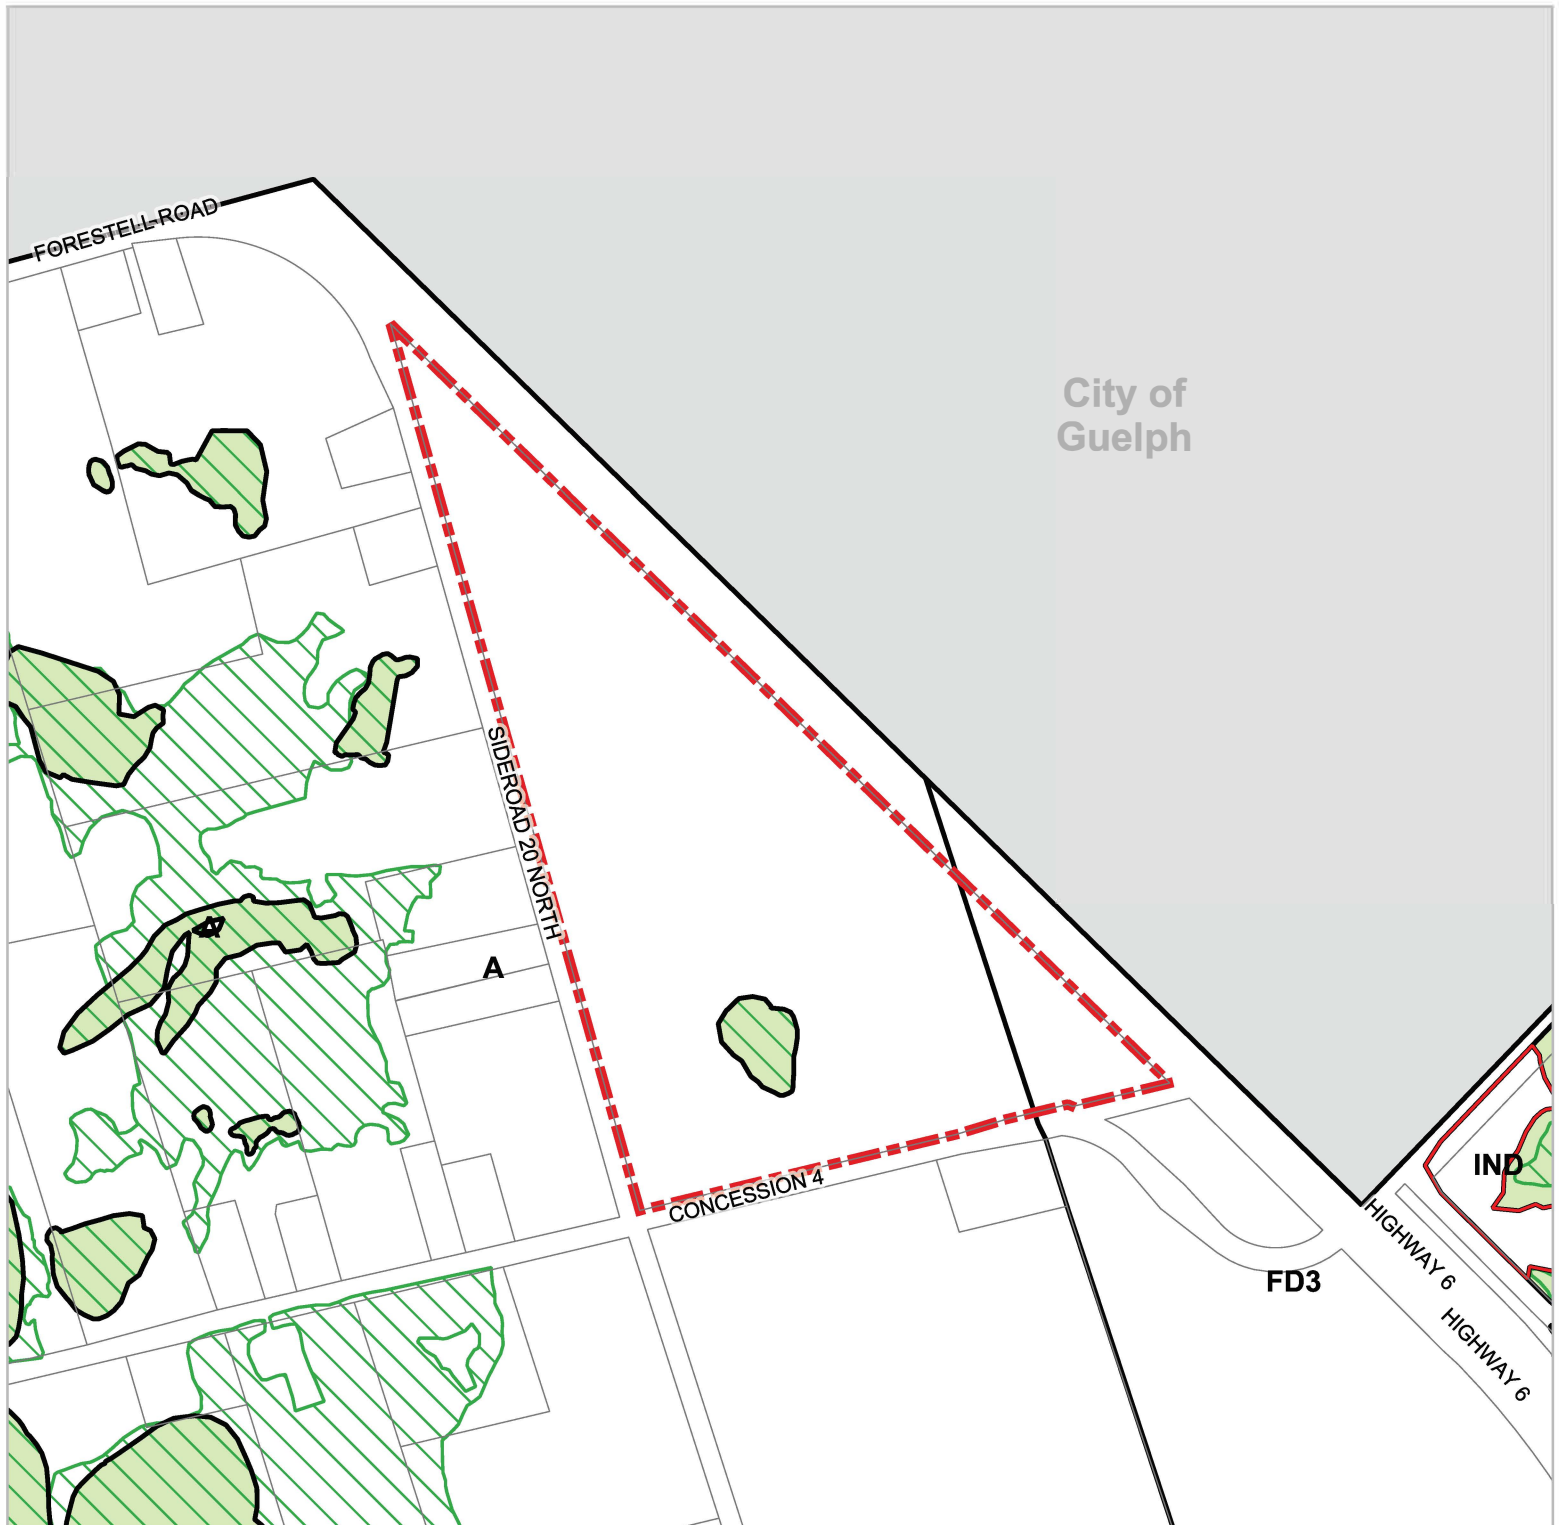 FORESTELL ROAD
City of
Guelph
SIDEROAD 20 NORTH
A
CONCESSION 4
IND
HIGHWAY 6
FD3
HIGHWAY 6